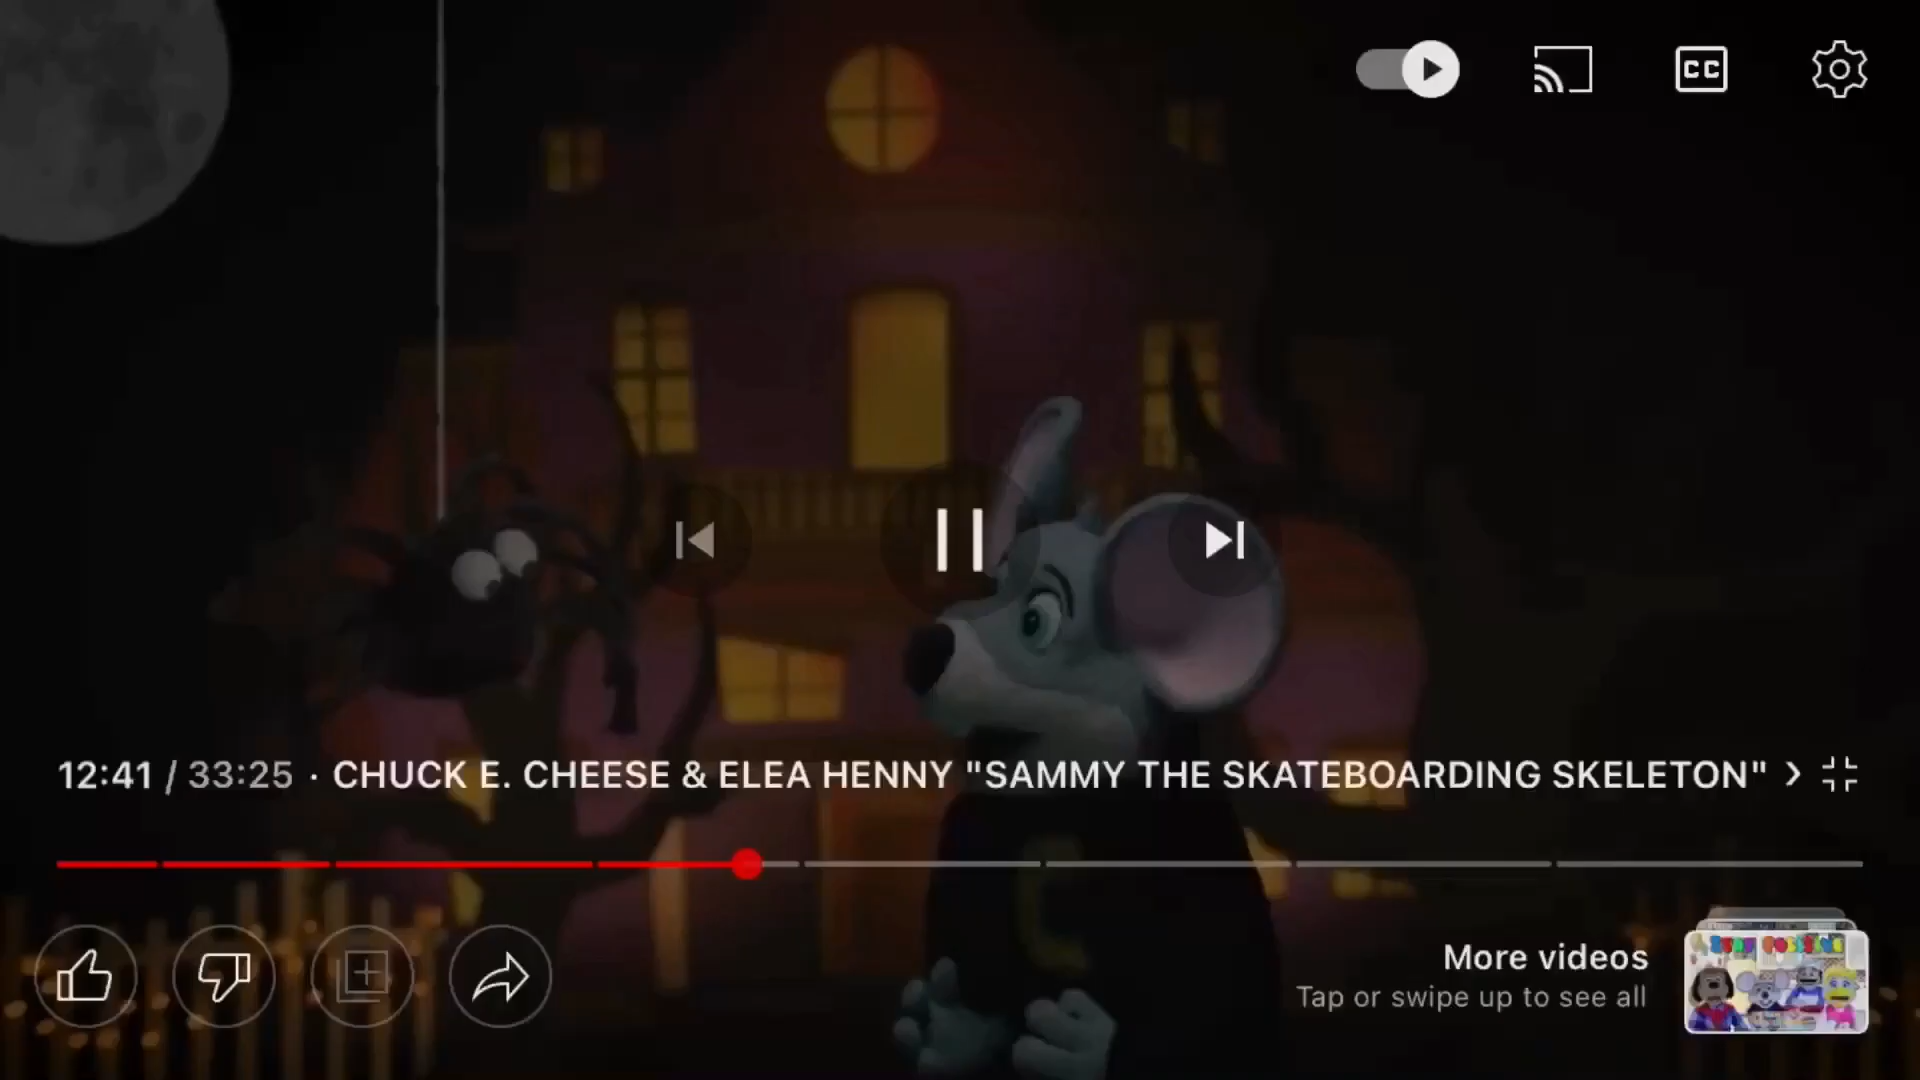 CC
12:41 / 33:25 · CHUCK E. CHEESE & ELEA HENNY "SAMMY THE SKATEBOARDING SKELETON" >
More videos
Tap or swipe up to see all